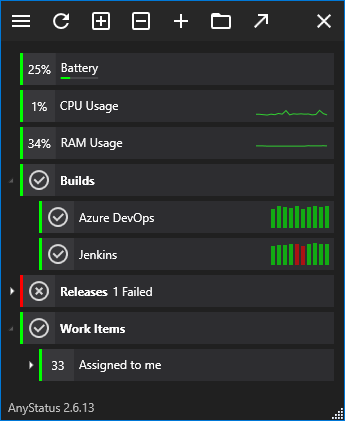 25% Battery
1% CPU Usage
34% RAM Usage
Builds
Azure DevOps
Jenkins
Releases 1 Failed
Work Items
33 Assigned to me
AnyStatus 2.6.13